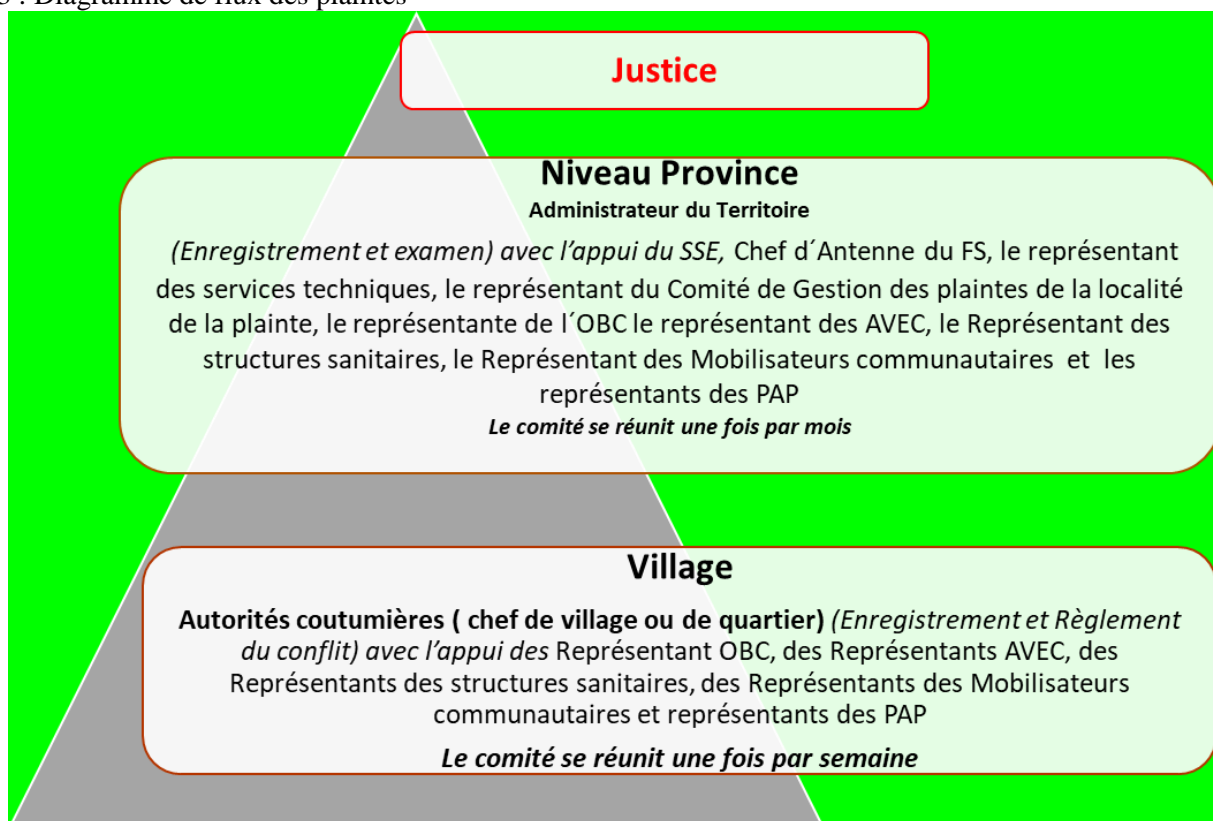 : Diagramme de flux des plaintes
Justice
Niveau Province
Administrateur du Territoire
(Enregistrement et examen) avec l’appui du SSE, Chef d´Antenne du FS, le représentant
des services techniques, le représentant du Comité de Gestion des plaintes de la localité
de la plainte, le représentante de l´OBC le représentant des AVEC, le Représentant des
structures sanitaires, le Représentant des Mobilisateurs communautaires et les
représentants des PAP
Le comité se réunit une fois par mois
Village
Autorités coutumières ( chef de village ou de quartier) (Enregistrement et Règlement
du conflit) avec l’appui des Représentant OBC, des Représentants AVEC, des
Représentants des structures sanitaires, des Représentants des Mobilisateurs
communautaires et représentants des PAP
Le comité se réunit une fois par semaine